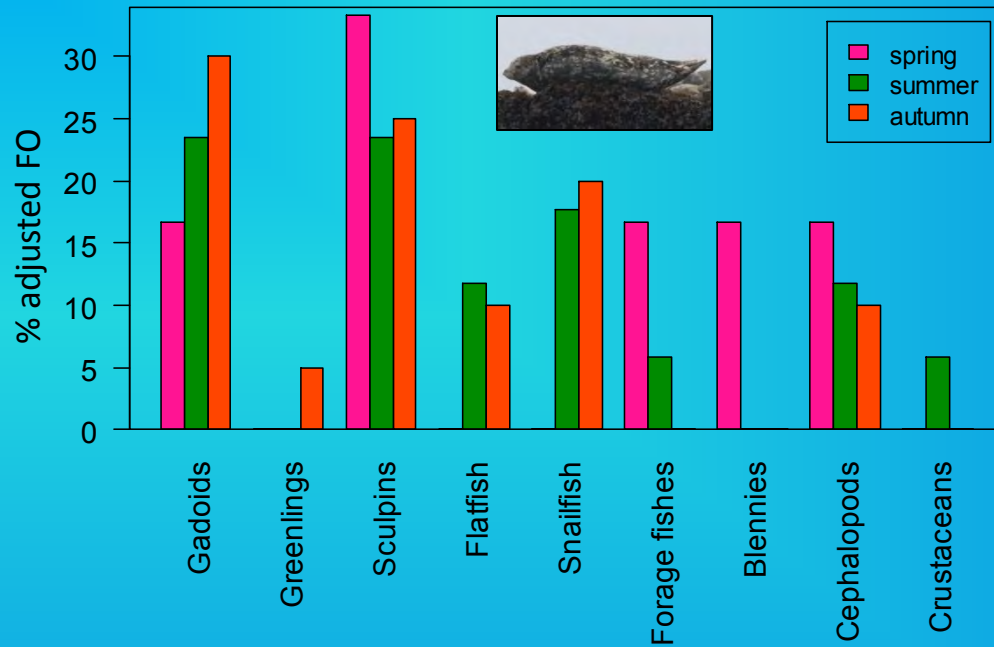 % adjusted FO
30
25
20
15
10
5
0
spring
summer
autumn
Gadoids
Greenlings
Sculpins
Flatfish
Snailfish
Forage fishes
Blennies
Cephalopods
Crustaceans